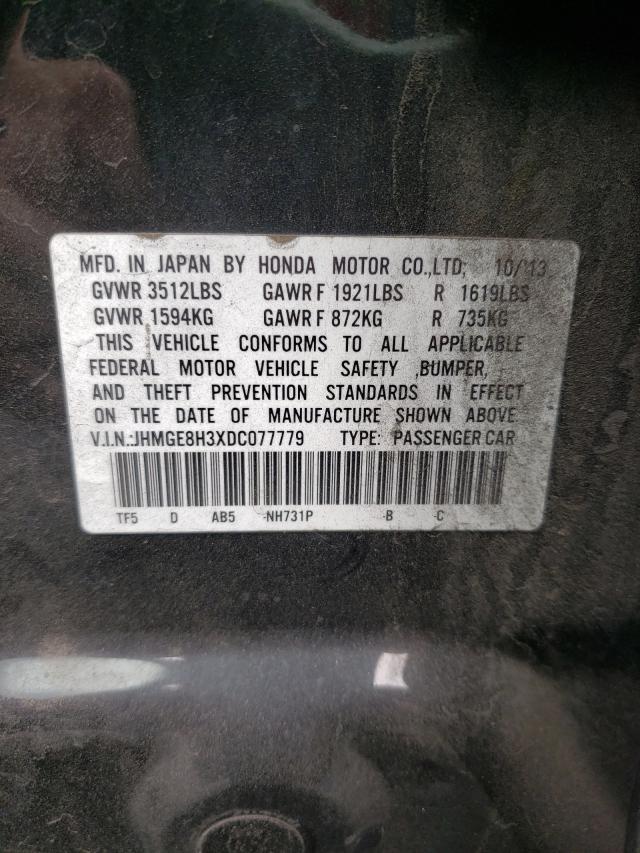 MFD. IN JAPAN BY HONDA MOTOR CO.,LTD; 10/'13
GVWR 3512LBS GAWR F 1921LBS R 1619LBS
GVWR 1594KG GAWR F 872KG R 735KG
THIS VEHICLE CONFORMS TO ALL APPLICABLE
FEDERAL MOTOR VEHICLE SAFETY ,BUMPER,
AND THEFT PREVENTION STANDARDS IN EFFECT
ON THE DATE OF MANUFACTURE SHOWN ABOVE.
V.I.N.:JHMGE8H3XDC077779 TYPE: PASSENGER CAR
TF5 D AB5 -NH731P -B -C